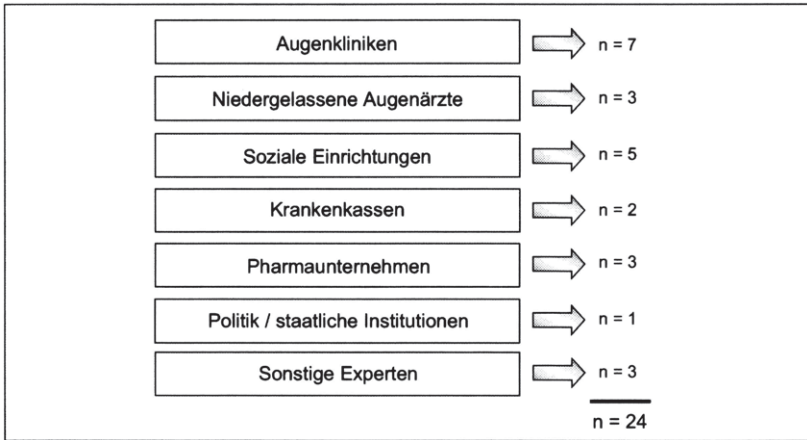 Augenkliniken n = 7
Niedergelassene Augenärzte n = 3
Soziale Einrichtungen n = 5
Krankenkassen n = 2
Pharmaunternehmen n = 3
Politik / staatliche Institutionen n = 1
Sonstige Experten n = 3
n = 24